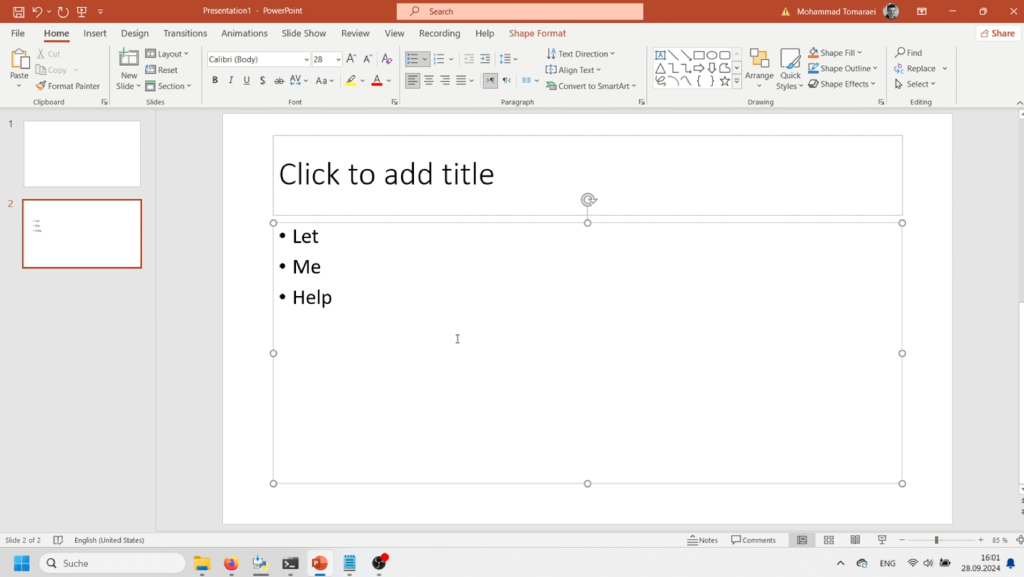 Presentation1 - PowerPoint
Search
Mohammad Tomaraei
File Home Insert Design Transitions Animations Slide Show Review View Recording Help Shape Format
Share
Paste
Cut
Copy
Format Painter
Clipboard
New Slide
Layout
Reset
Section
Slides
Calibri (Body) 28
B I U S ab AV Aa A
Font
Text Direction
Align Text
Convert to SmartArt
Paragraph
Arrange
Quick Styles
Shape Fill
Shape Outline
Shape Effects
Drawing
Find
Replace
Select
Editing
1
2
Click to add title
• Let
• Me
• Help
Slide 2 of 2 English (United States) Notes Comments 85 %
Suche
ENG
16:01
28.09.2024